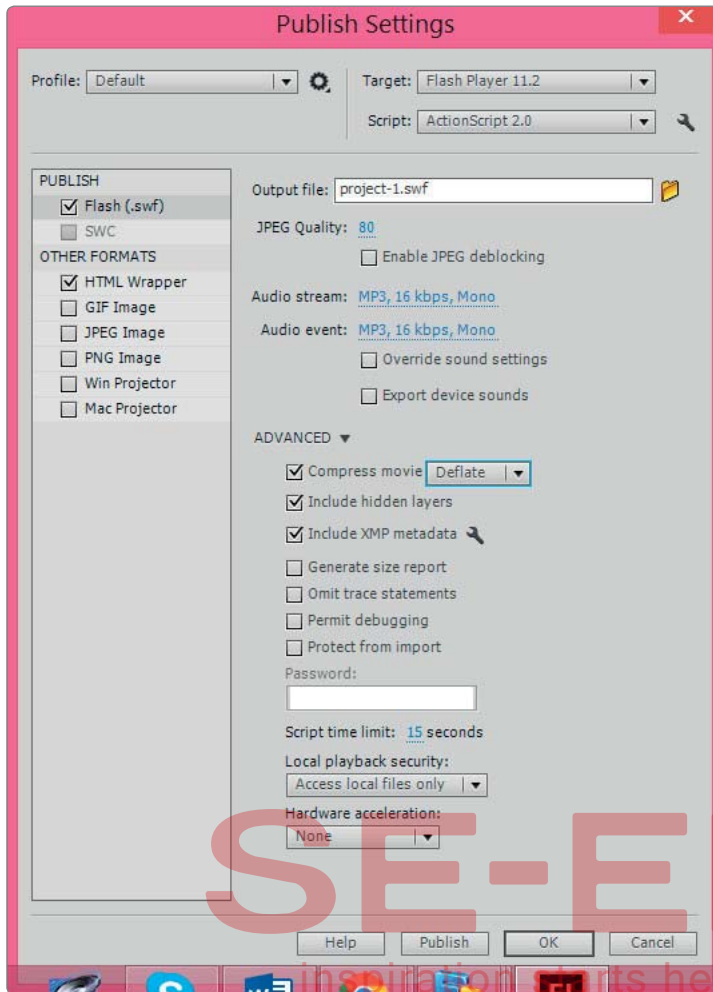 Publish Settings
Profile: Default
Target: Flash Player 11.2
Script: ActionScript 2.0
PUBLISH
Flash (.swf)
SWC
OTHER FORMATS
HTML Wrapper
GIF Image
JPEG Image
PNG Image
Win Projector
Mac Projector
Output file: project-1.swf
JPEG Quality: 80
Enable JPEG deblocking
Audio stream: MP3, 16 kbps, Mono
Audio event: MP3, 16 kbps, Mono
Override sound settings
Export device sounds
ADVANCED
Compress movie Deflate
Include hidden layers
Include XMP metadata
Generate size report
Omit trace statements
Permit debugging
Protect from import
Password:
Script time limit: 15 seconds
Local playback security:
Access local files only
Hardware acceleration:
None
SE-E
Help Publish OK Cancel
inspiration starts he